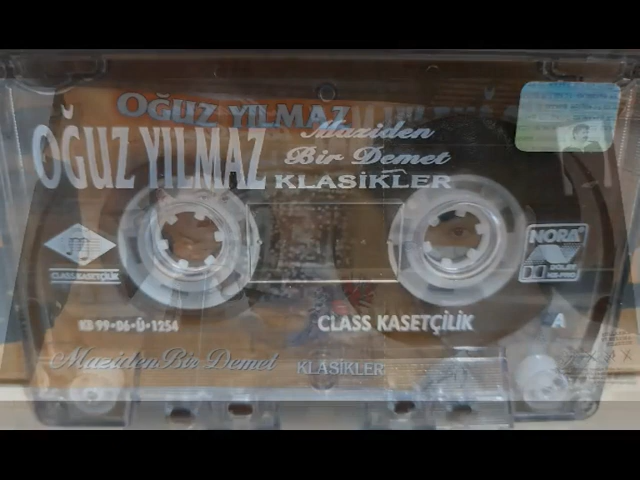 OĞUZ YILMAZ
OĞUZ YILMAZ
Maziden
Bir Demet
KLASİKLER
CLASS KASETÇİLİK
NORA
DOLBY
KB 99•06•Ü•1254
CLASS KASETÇİLİK
A
Maziden Bir Demet
KLASİKLER